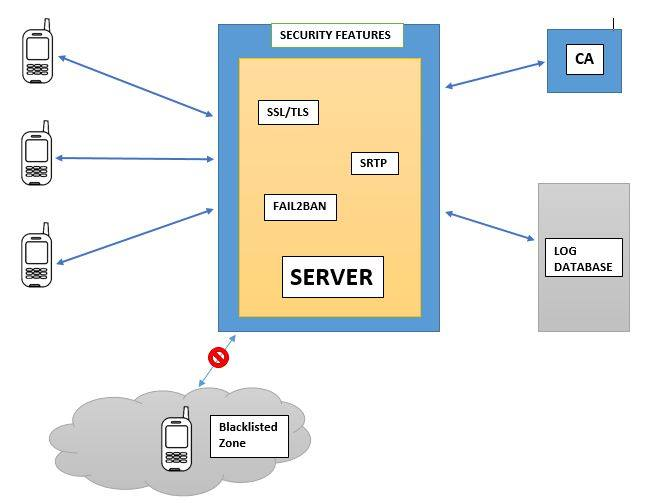 SECURITY FEATURES
CA
SSL/TLS
SRTP
FAIL2BAN
LOG
DATABASE
SERVER
Blacklisted
Zone